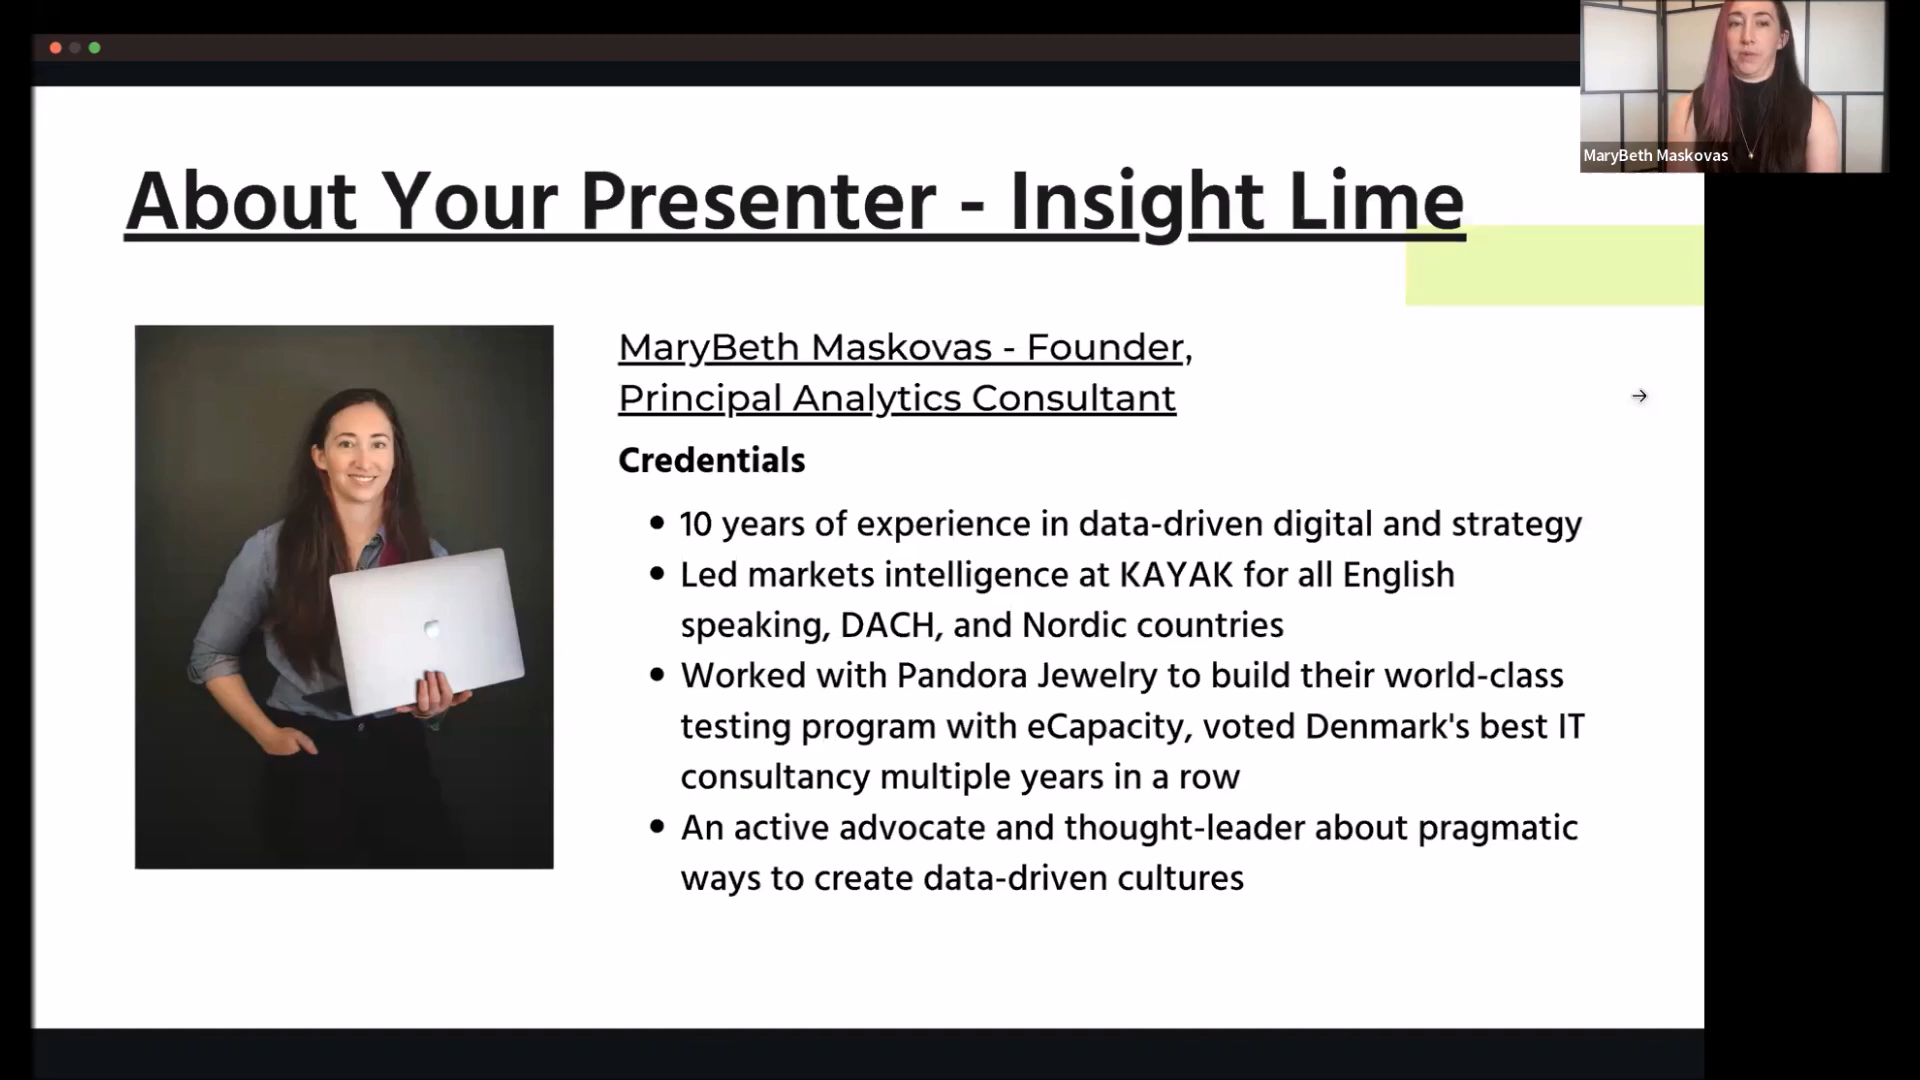 MaryBeth Maskovas
About Your Presenter - Insight Lime
MaryBeth Maskovas - Founder,
Principal Analytics Consultant
Credentials
• 10 years of experience in data-driven digital and strategy
• Led markets intelligence at KAYAK for all English
speaking, DACH, and Nordic countries
• Worked with Pandora Jewelry to build their world-class
testing program with eCapacity, voted Denmark's best IT
consultancy multiple years in a row
• An active advocate and thought-leader about pragmatic
ways to create data-driven cultures